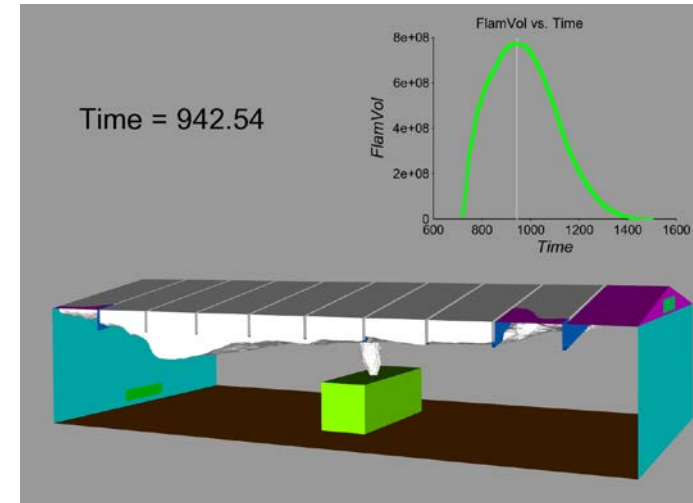 FlamVol vs. Time
8e+08
6e+08
4e+08
2e+08
0
FlamVol
600 800 1000 1200 1400 1600
Time
Time = 942.54